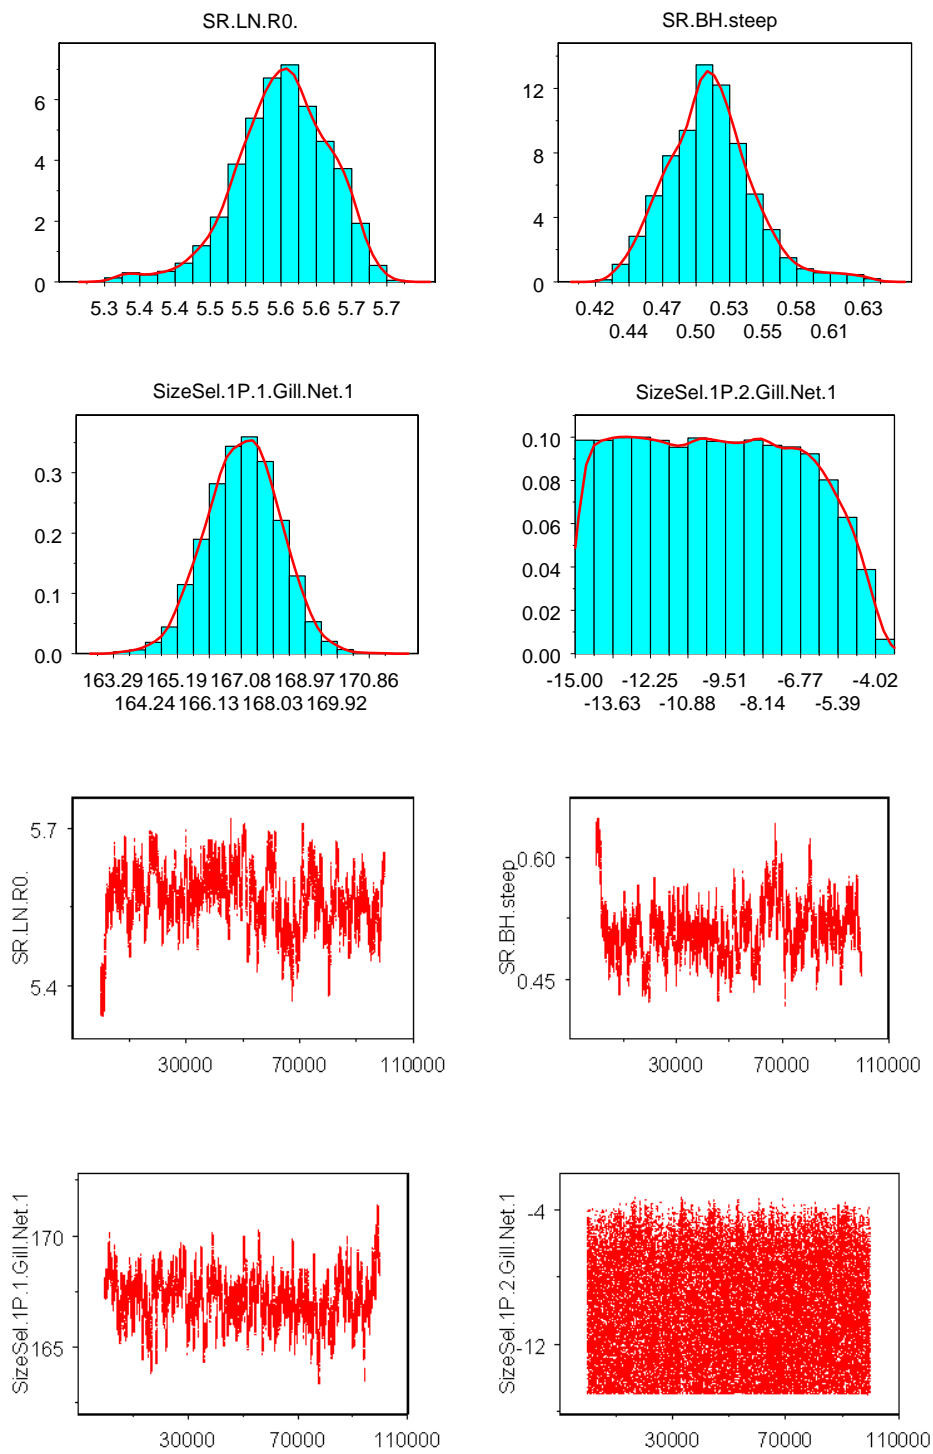 SR.LN.R0.
SR.BH.steep
6
4
2
0
5.3 5.4 5.4 5.5 5.5 5.6 5.6 5.7 5.7
12
8
4
0
0.42 0.47 0.53 0.58 0.63
0.44 0.50 0.55 0.61
SizeSel.1P.1.Gill.Net.1
SizeSel.1P.2.Gill.Net.1
0.3
0.2
0.1
0.0
163.29 165.19 167.08 168.97 170.86
164.24 166.13 168.03 169.92
0.10
0.08
0.06
0.04
0.02
0.00
-15.00 -12.25 -9.51 -6.77 -4.02
-13.63 -10.88 -8.14 -5.39
SR.LN.R0.
5.7
5.4
30000 70000 110000
SR.BH.steep
0.60
0.45
30000 70000 110000
SizeSel.1P.1.Gill.Net.1
170
165
30000 70000 110000
SizeSel.1P.2.Gill.Net.1
-4
-12
30000 70000 110000